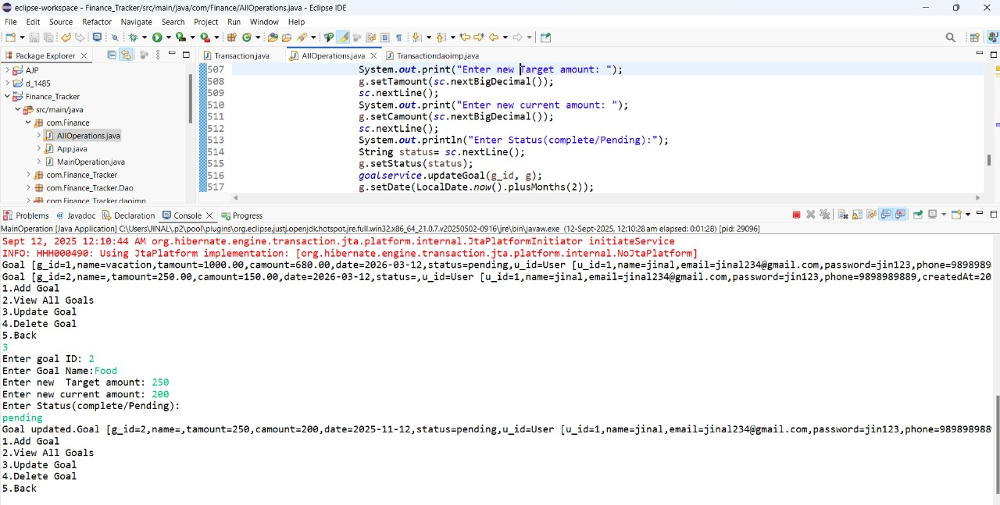 eclipse-workspace - Finance_Tracker/src/main/java/com/Finance/AllOperations.java - Eclipse IDE
File Edit Source Refactor Navigate Search Project Run Window Help
Package Explorer
Transaction.java AllOperations.java Transactiondaoimp.java
AJP
d_1485
Finance_Tracker
src/main/java
com.Finance
AllOperations.java
App.java
MainOperation.java
com.Finance_Tracker
com.Finance_Tracker.Dao
com.Finance_Tracker.daoimp
507 System.out.print("Enter new Target amount: ");
508 g.setTamount(sc.nextBigDecimal());
509 sc.nextLine();
510 System.out.print("Enter new current amount: ");
511 g.setCamount(sc.nextBigDecimal());
512 sc.nextLine();
513 System.out.println("Enter Status(complete/Pending):");
514 String status= sc.nextLine();
515 g.setStatus(status);
516 goalservice.updateGoal(g_id, g);
517 g.setDate(LocalDate.now().plusMonths(2));
Problems Javadoc Declaration Console Progress
MainOperation [Java Application] C:\Users\JINAL\.p2\pool\plugins\org.eclipse.justj.openjdk.hotspot.jre.full.win32.x86_64_21.0.7.v20250502-0916\jre\bin\javaw.exe (12-Sept-2025, 12:10:28 am elapsed: 0:01:28) [pid: 29096]
Sept 12, 2025 12:10:44 AM org.hibernate.engine.transaction.jta.platform.internal.JtaPlatformInitiator initiateService
INFO: HHH000490: Using JtaPlatform implementation: [org.hibernate.engine.transaction.jta.platform.internal.NoJtaPlatform]
Goal [g_id=1,name=vacation,tamount=1000.00,camount=680.00,date=2026-03-12,status=pending,u_id=User [u_id=1,name=jinal,email=jinal234@gmail.com,password=jin123,phone=9898989
Goal [g_id=2,name=,tamount=250.00,camount=150.00,date=2026-03-12,status=,u_id=User [u_id=1,name=jinal,email=jinal234@gmail.com,password=jin123,phone=9898989889,createdAt=20
1.Add Goal
2.View All Goals
3.Update Goal
4.Delete Goal
5.Back
3
Enter goal ID: 2
Enter Goal Name:Food
Enter new  Target amount: 250
Enter new current amount: 200
Enter Status(complete/Pending):
pending
Goal updated.Goal [g_id=2,name=,tamount=250,camount=200,date=2025-11-12,status=pending,u_id=User [u_id=1,name=jinal,email=jinal234@gmail.com,password=jin123,phone=989898988
1.Add Goal
2.View All Goals
3.Update Goal
4.Delete Goal
5.Back